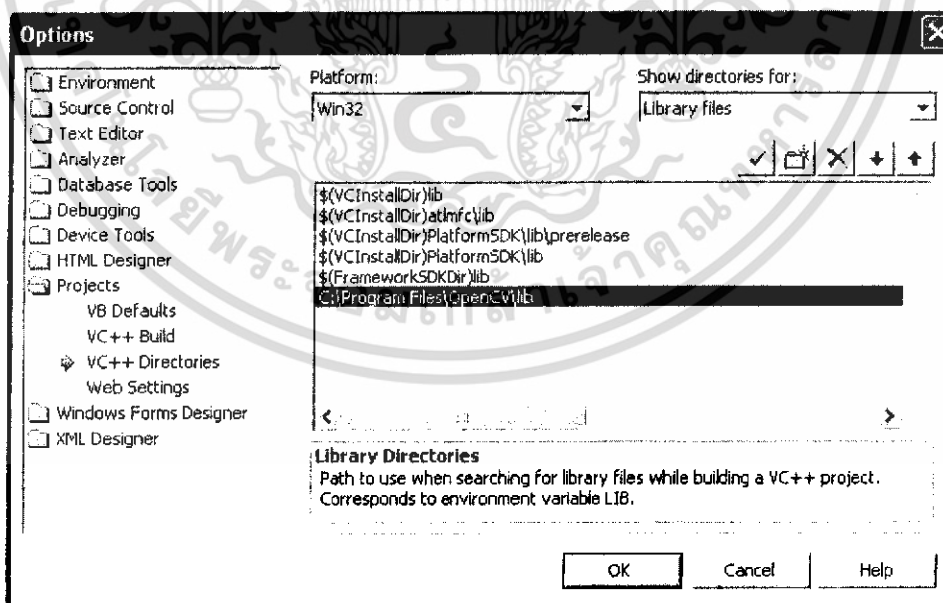 Options
Environment
Source Control
Text Editor
Analyzer
Database Tools
Debugging
Device Tools
HTML Designer
Projects
VB Defaults
VC++ Build
VC++ Directories
Web Settings
Windows Forms Designer
XML Designer
Platform:
Win32
Show directories for:
Library files
$(VCInstallDir)lib
$(VCInstallDir)atlmfc\lib
$(VCInstallDir)PlatformSDK\lib\prerelease
$(VCInstallDir)PlatformSDK\lib
$(FrameworkSDKDir)lib
C:\Program Files\OpenCV\lib
Library Directories
Path to use when searching for library files while building a VC++ project.
Corresponds to environment variable LIB.
OK
Cancel
Help